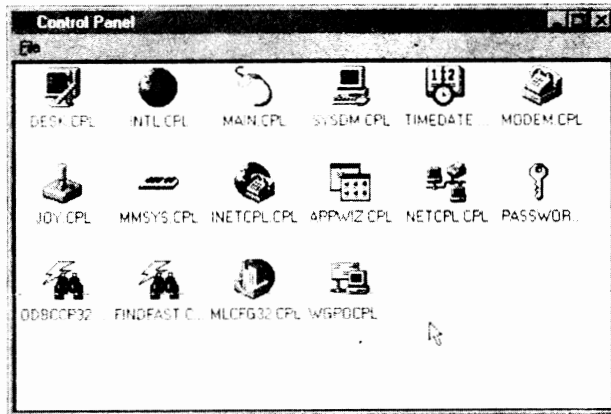 Control Panel
File
DESK.CPL INTL.CPL MAIN.CPL SYSDM.CPL TIMEDATE... MODEM.CPL
JOY.CPL MMSYS.CPL INETCPL.CPL APPWIZ.CPL NETCPL.CPL PASSWOR...
ODBCCP32... FINDFAST.C... MLCFG32.CPL WGPOCPL